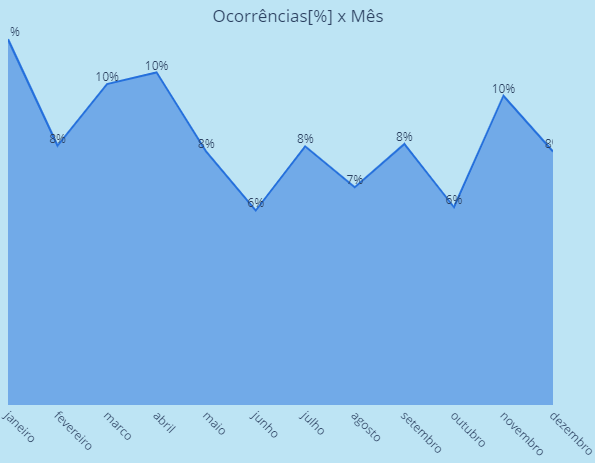 Ocorrências[%] x Mês
%
8%
10%
10%
8%
6%
8%
7%
8%
6%
10%
8
janeiro
fevereiro
marco
abril
maio
junho
julho
agosto
setembro
outubro
novembro
dezembro